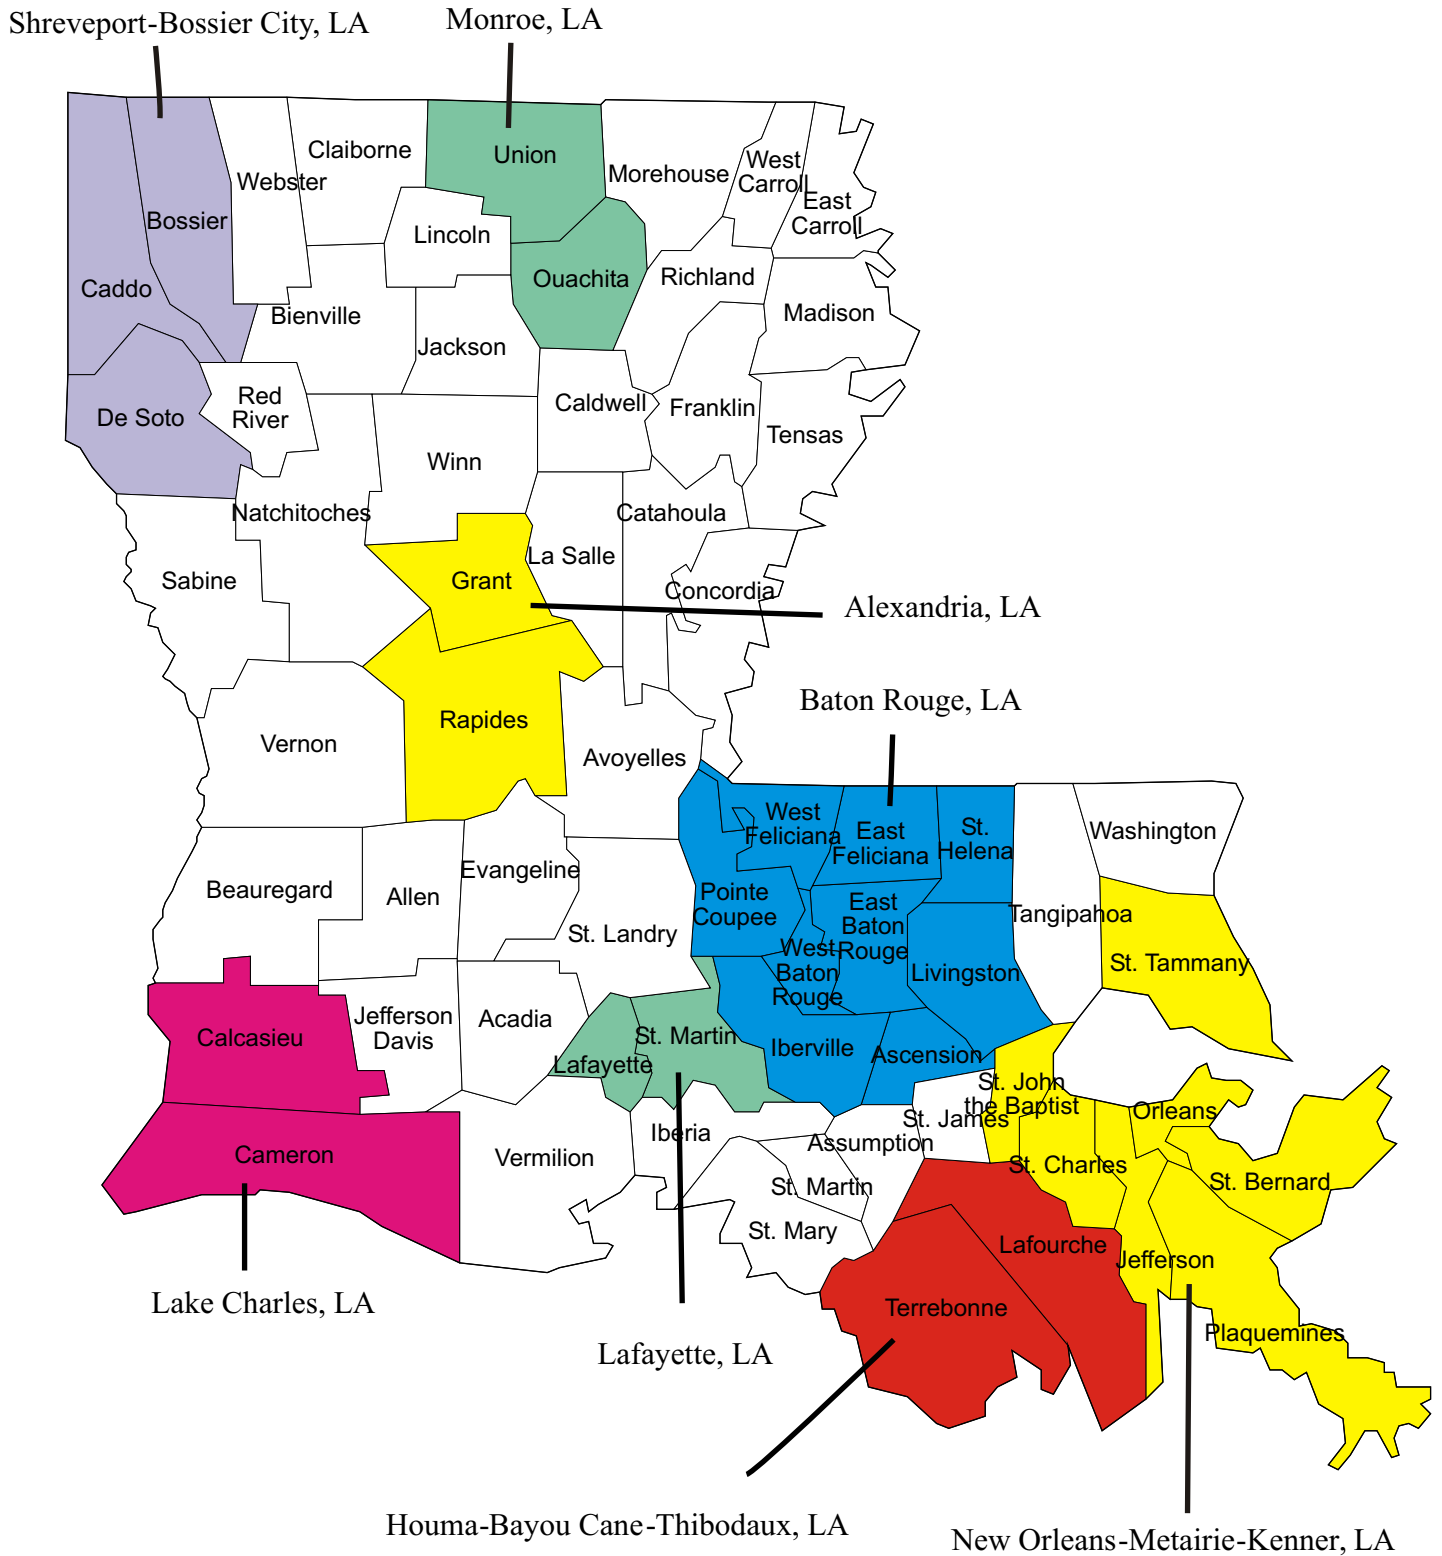 Shreveport-Bossier City, LA
Monroe, LA
Claiborne
Union
Webster
Morehouse
West
Carroll
East
Carroll
Bossier
Lincoln
Caddo
Ouachita
Richland
Bienville
Madison
Jackson
De Soto
Red
River
Caldwell
Franklin
Tensas
Winn
Natchitoches
Catahoula
La Salle
Sabine
Grant
Concordia
Alexandria, LA
Baton Rouge, LA
Rapides
Vernon
Avoyelles
West
Feliciana
East
Feliciana
St.
Helena
Washington
Evangeline
Beauregard
Allen
Pointe
Coupee
East
Baton
Rouge
Tangipahoa
St. Landry
West
Baton
Rouge
Livingston
St. Tammany
Calcasieu
Jefferson
Davis
Acadia
St. Martin
Lafayette
Iberville
Ascension
St. John
the Baptist
St. James
Orleans
Iberia
Assumption
Cameron
Vermilion
St. Charles
St. Martin
St. Bernard
St. Mary
Lafourche
Jefferson
Terrebonne
Plaquemines
Lake Charles, LA
Lafayette, LA
Houma-Bayou Cane-Thibodaux, LA
New Orleans-Metairie-Kenner, LA